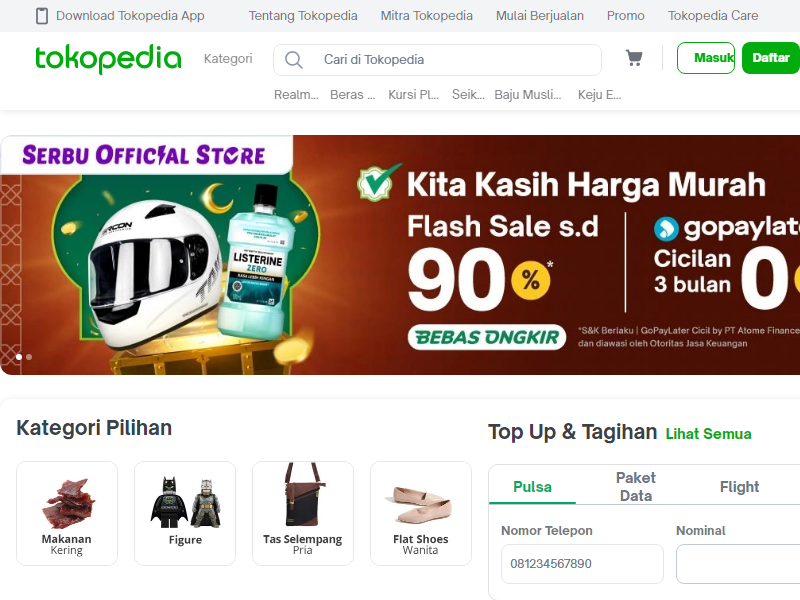 Download Tokopedia App
Tentang Tokopedia
Mitra Tokopedia
Mulai Berjualan
Promo
Tokopedia Care
tokopedia
Kategori
Cari di Tokopedia
Masuk
Daftar
Realm...
Beras ...
Kursi Pl...
Seik...
Baju Musli...
Keju E...
SERBU OFFICIAL STORE
Kita Kasih Harga Murah
Flash Sale s.d
90%*
BEBAS ONGKIR
gopaylat
Cicilan
3 bulan
0
*S&K Berlaku | GoPayLater Cicil by PT Atome Finance
dan diawasi oleh Otoritas Jasa Keuangan
LISTERINE
ZERO
Kategori Pilihan
Makanan
Kering
Figure
Tas Selempang
Pria
Flat Shoes
Wanita
Top Up & Tagihan
Lihat Semua
Pulsa
Paket
Data
Flight
Nomor Telepon
Nominal
081234567890